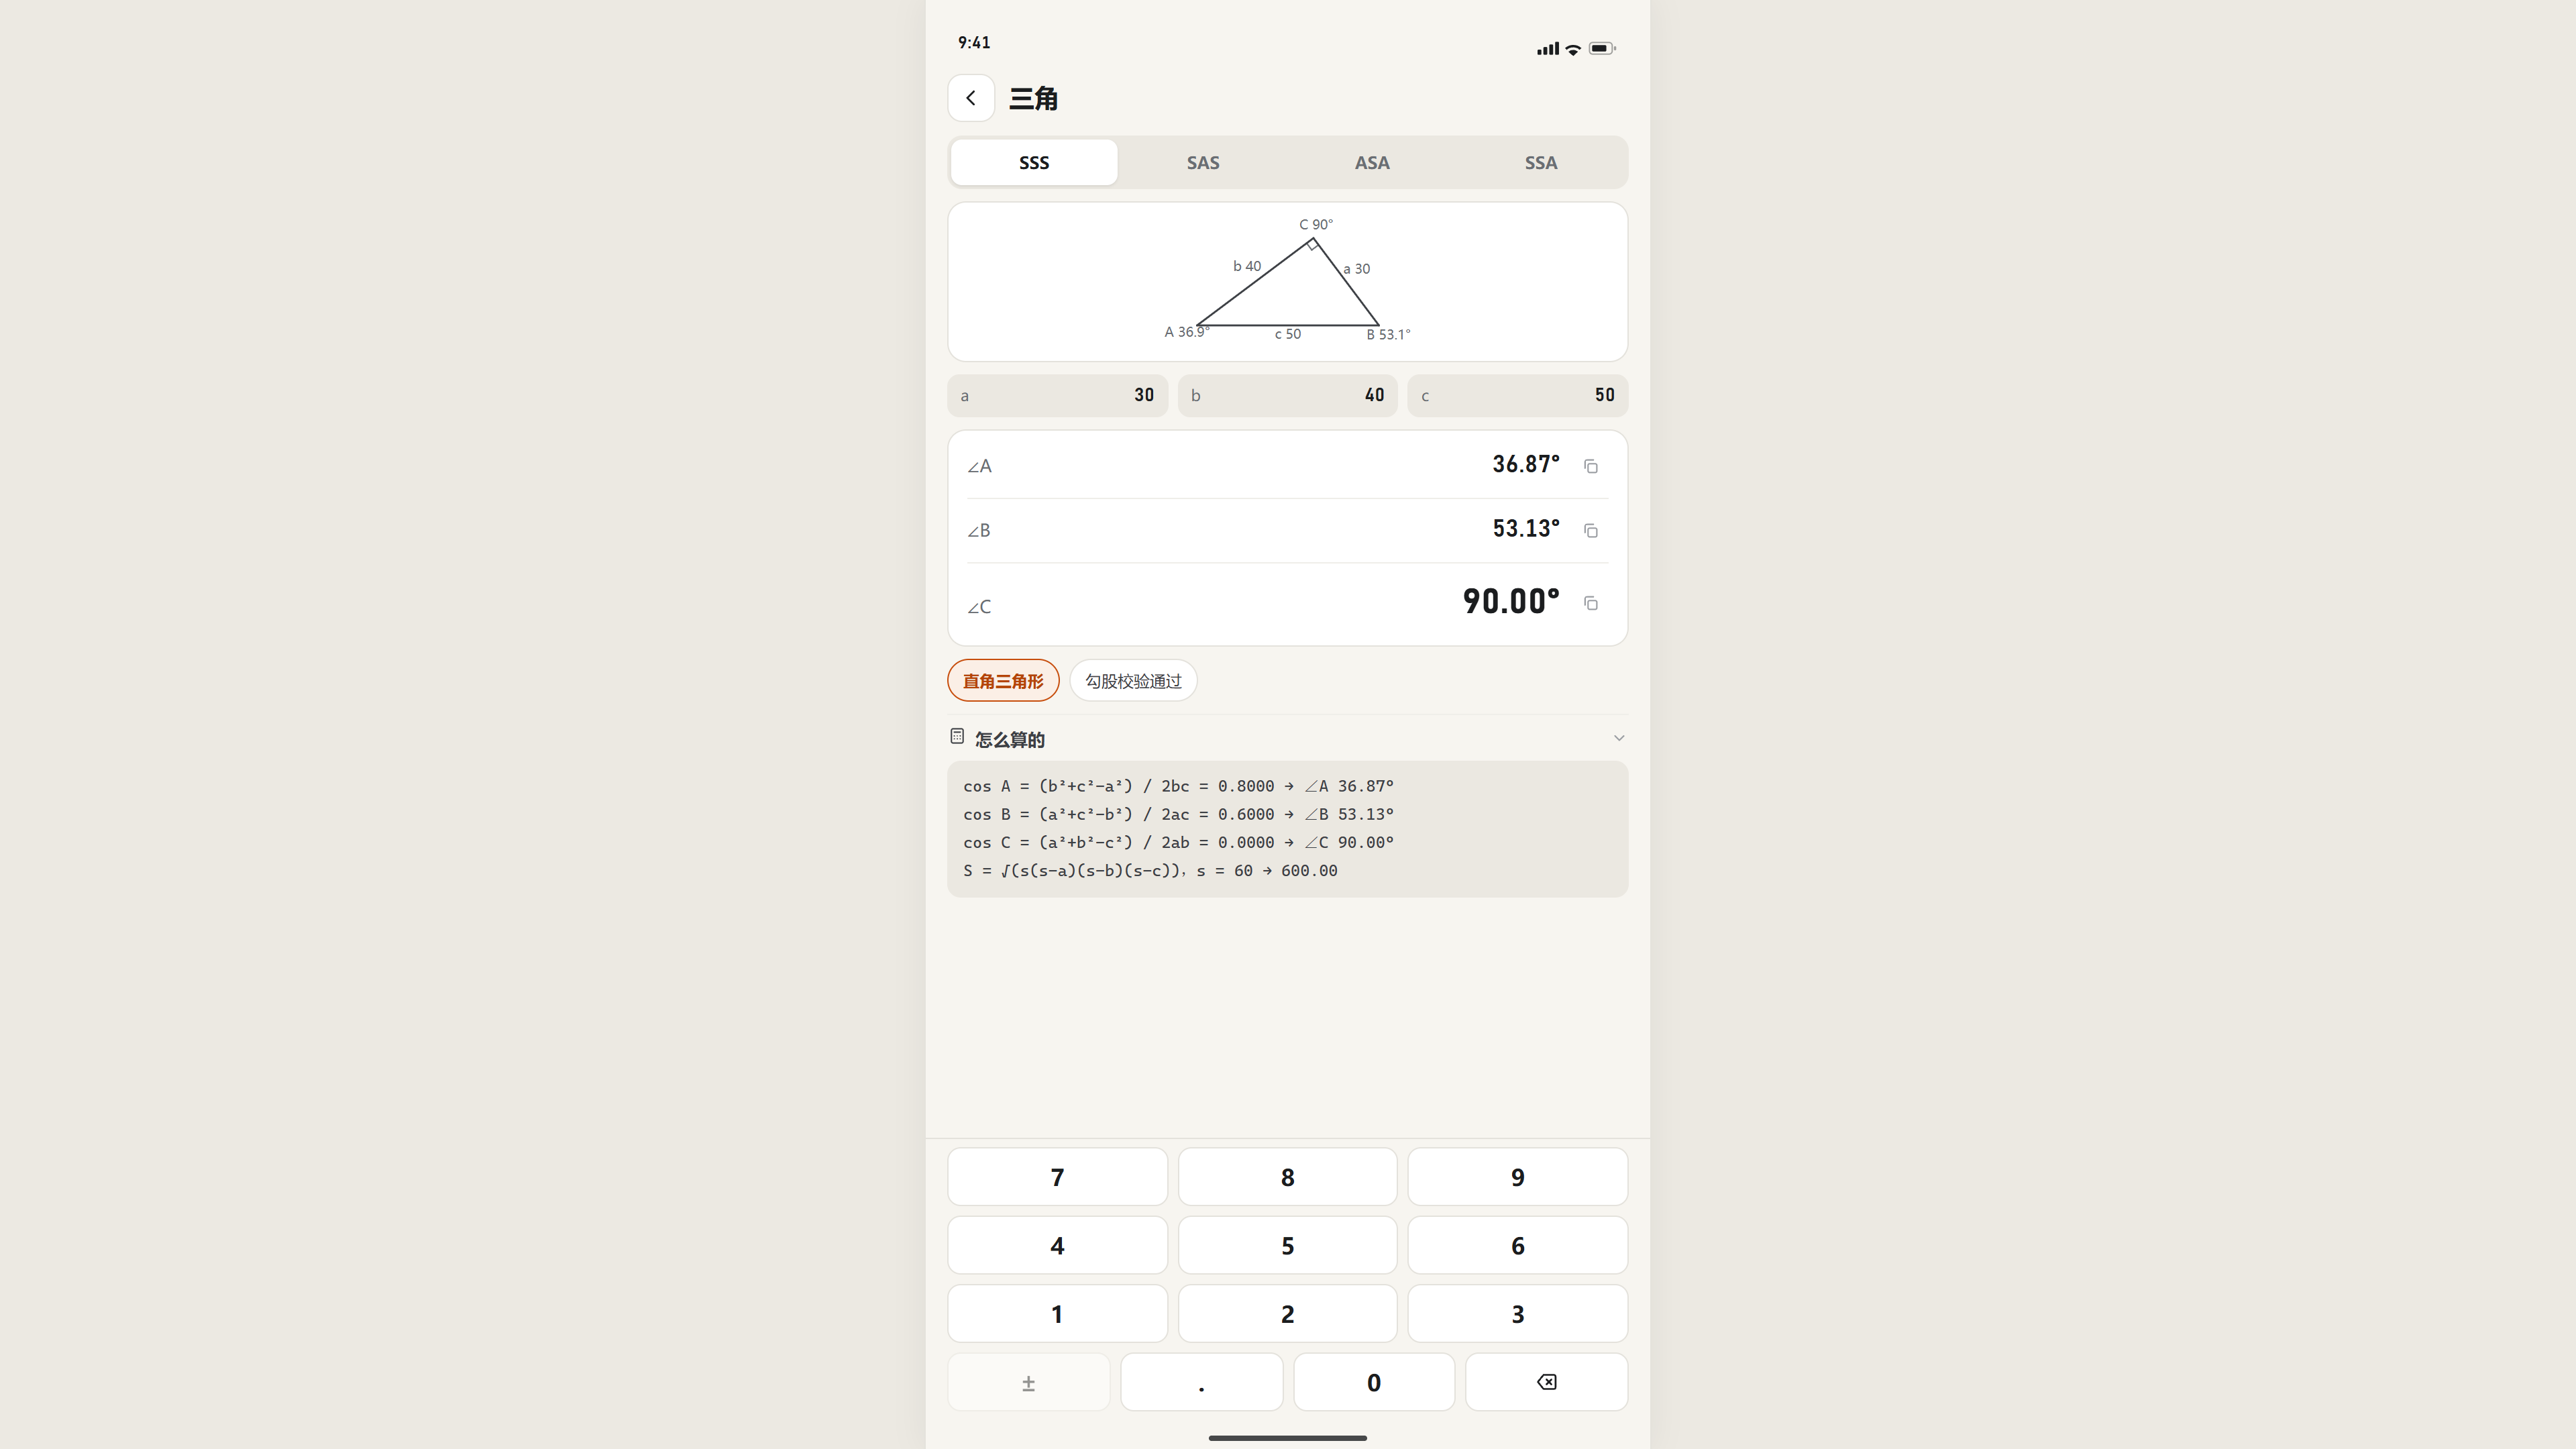 9:41
三角
SSS SAS ASA SSA
C 90°
b 40
a 30
A 36.9°
c 50
B 53.1°
a 30 b 40 c 50
∠A 36.87°
∠B 53.13°
∠C 90.00°
直角三角形 勾股校验通过
怎么算的
cos A = (b²+c²−a²) / 2bc = 0.8000 → ∠A 36.87°
cos B = (a²+c²−b²) / 2ac = 0.6000 → ∠B 53.13°
cos C = (a²+b²−c²) / 2ab = 0.0000 → ∠C 90.00°
S = √(s(s−a)(s−b)(s−c)), s = 60 → 600.00
7 8 9
4 5 6
1 2 3
± . 0